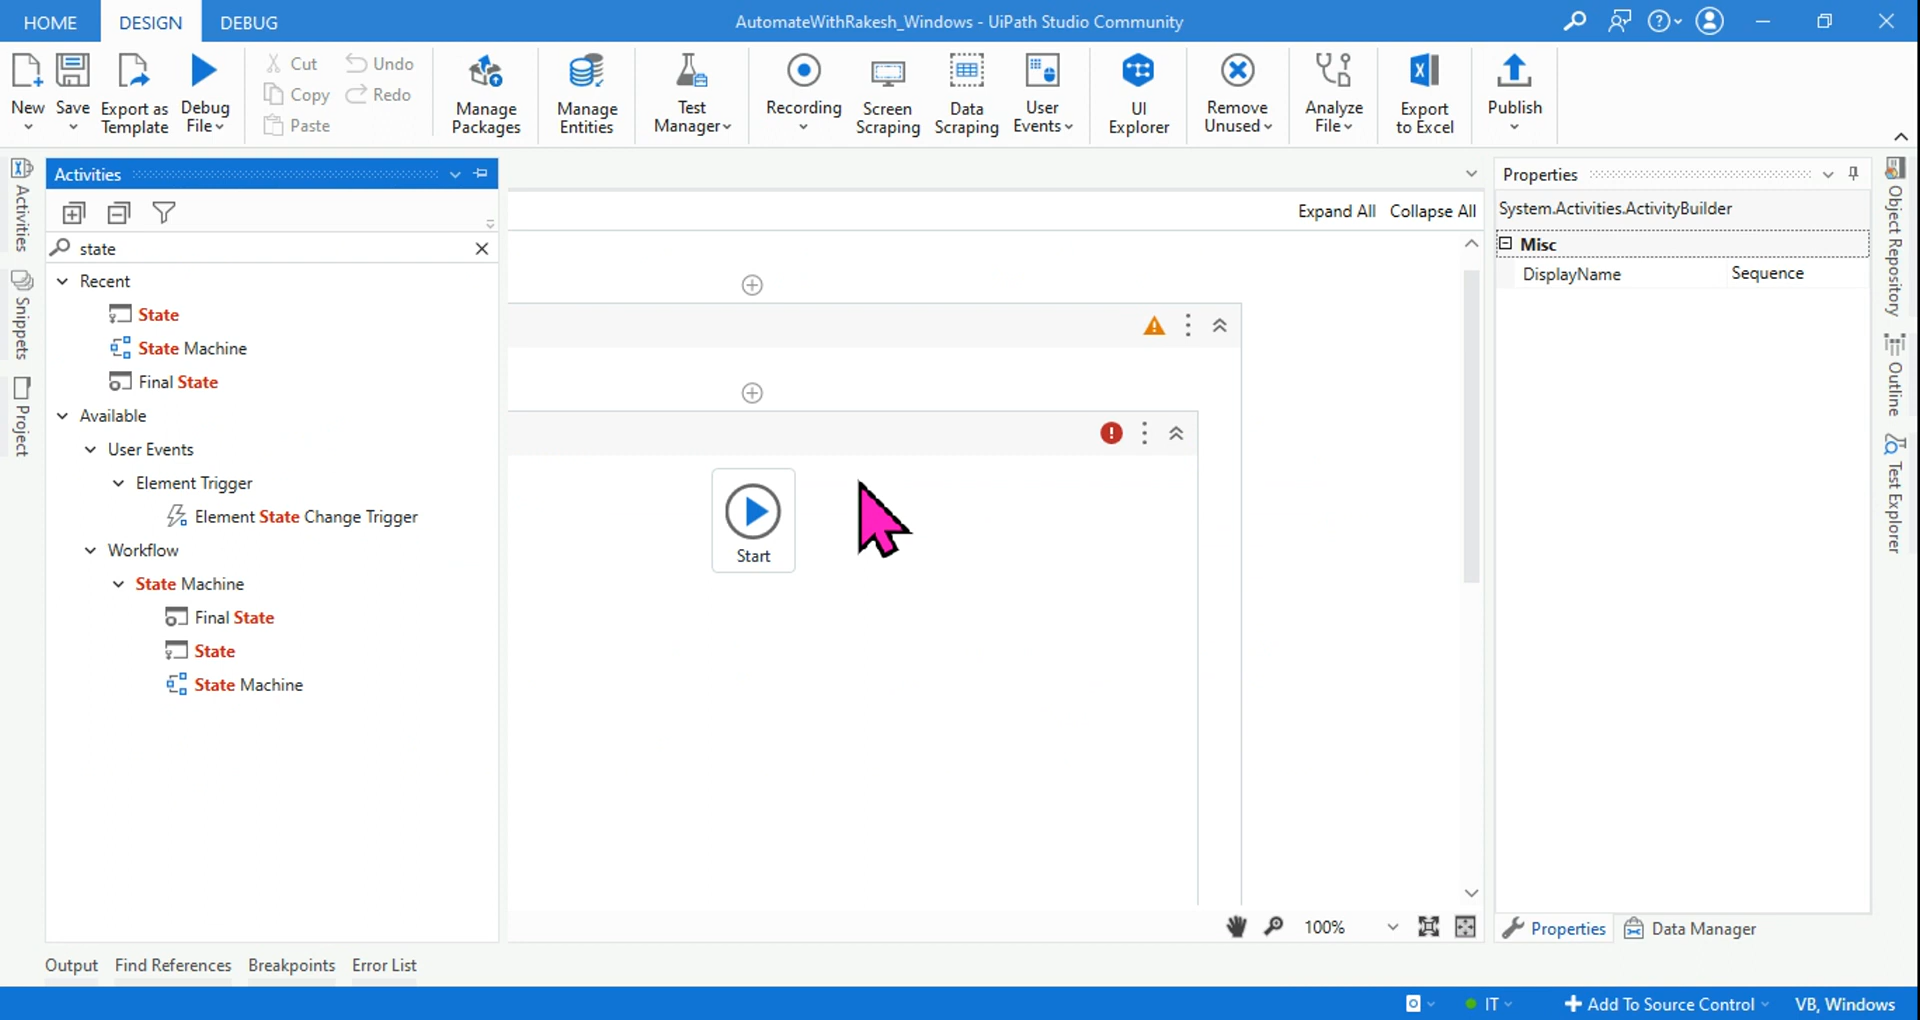 HOME DESIGN DEBUG AutomateWithRakesh_Windows - UiPath Studio Community
New Save Export as Template Debug File
Cut Undo
Copy Redo
Paste
Manage Packages
Manage Entities
Test Manager
Recording
Screen Scraping
Data Scraping
User Events
UI Explorer
Remove Unused
Analyze File
Export to Excel
Publish
Activities
Snippets
Project
Activities
state
Recent
State
State Machine
Final State
Available
User Events
Element Trigger
Element State Change Trigger
Workflow
State Machine
Final State
State
State Machine
Expand All Collapse All
Start
100%
Properties
System.Activities.ActivityBuilder
Misc
DisplayName Sequence
Properties Data Manager
Object Repository
Outline
Test Explorer
Output Find References Breakpoints Error List
IT Add To Source Control VB, Windows